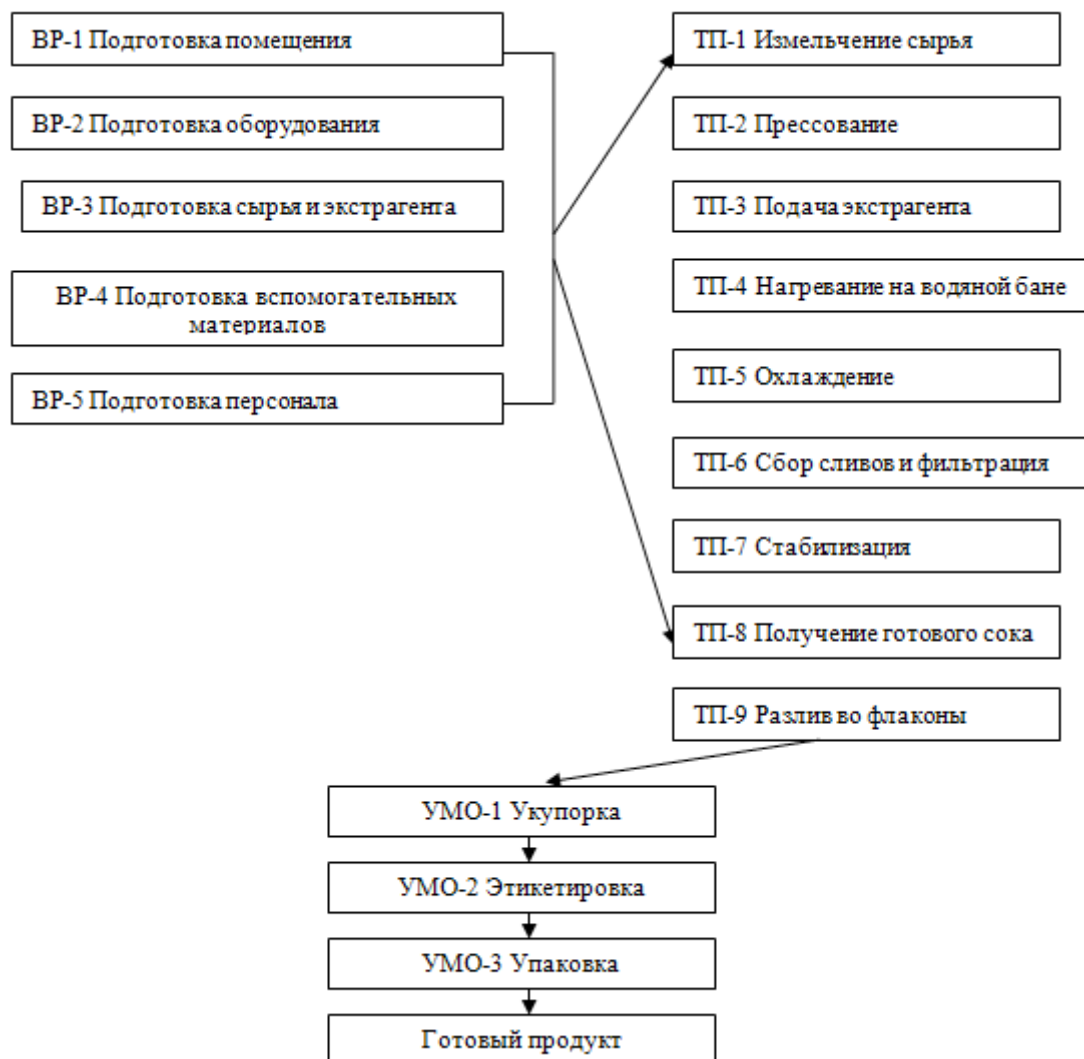 ВР-1 Подготовка помещения
ВР-2 Подготовка оборудования
ВР-3 Подготовка сырья и экстрагента
ВР-4 Подготовка вспомогательных
материалов
ВР-5 Подготовка персонала
ТП-1 Измельчение сырья
ТП-2 Прессование
ТП-3 Подача экстрагента
ТП-4 Нагревание на водяной бане
ТП-5 Охлаждение
ТП-6 Сбор сливов и фильтрация
ТП-7 Стабилизация
ТП-8 Получение готового сока
ТП-9 Разлив во флаконы
УМО-1 Укупорка
УМО-2 Этикетировка
УМО-3 Упаковка
Готовый продукт